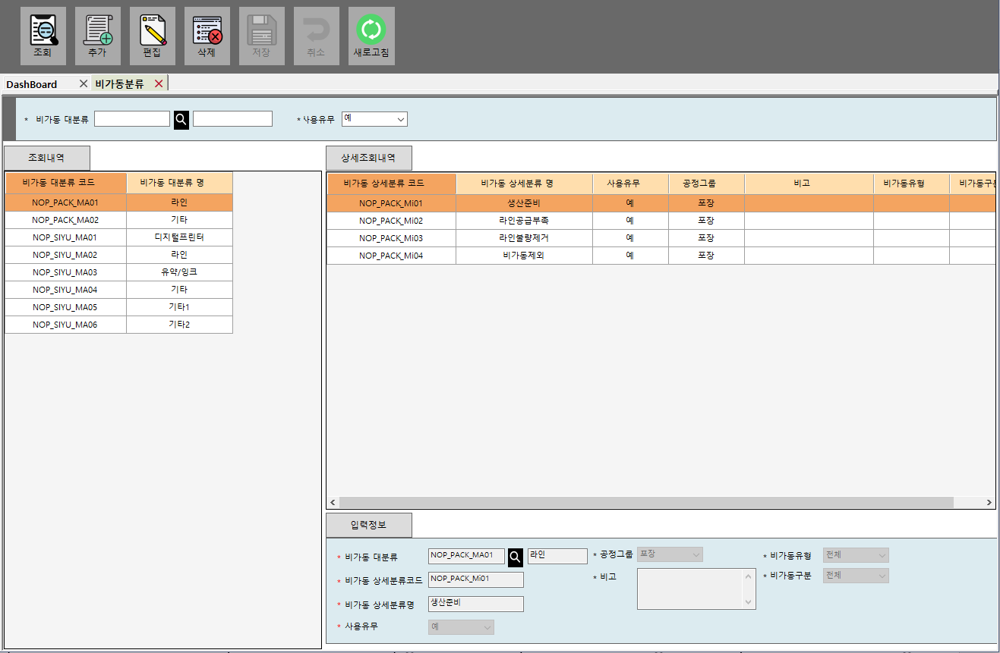 조회 추가 편집 삭제 저장 취소 새로고침
DashBoard 비가동분류
* 비가동 대분류 * 사용유무 예
조회내역
비가동 대분류 코드 비가동 대분류 명
NOP_PACK_MA01 라인
NOP_PACK_MA02 기타
NOP_SIYU_MA01 디지털프린터
NOP_SIYU_MA02 라인
NOP_SIYU_MA03 유약/잉크
NOP_SIYU_MA04 기타
NOP_SIYU_MA05 기타1
NOP_SIYU_MA06 기타2
상세조회내역
비가동 상세분류 코드 비가동 상세분류 명 사용유무 공정그룹 비고 비가동유형 비가동구분
NOP_PACK_Mi01 생산준비 예 포장
NOP_PACK_Mi02 라인공급부족 예 포장
NOP_PACK_Mi03 라인불량제거 예 포장
NOP_PACK_Mi04 비가동제외 예 포장
입력정보
* 비가동 대분류 NOP_PACK_MA01 라인 * 공정그룹 포장 * 비가동유형 전체
* 비가동 상세분류코드 NOP_PACK_Mi01 * 비고 * 비가동구분 전체
* 비가동 상세분류명 생산준비
* 사용유무 예